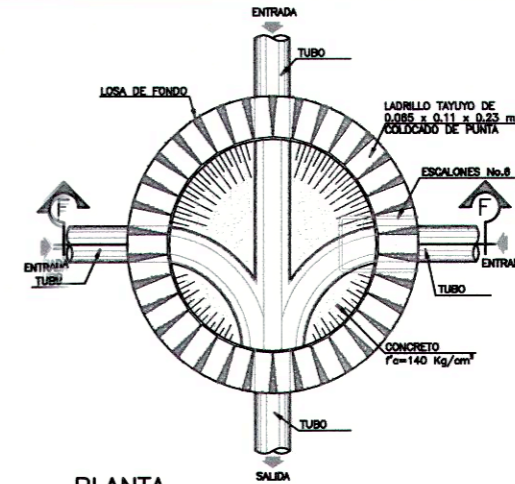 ENTRADA
TUBO
LOSA DE FONDO
LADRILLO TAYUYO DE
0.065 x 0.11 x 0.23 m
COLOCADO DE PUNTA
ESCALONES No.6
F
F
ENTRADA
TUBO
ENTRAD
TUBO
CONCRETO
f'c=140 Kg/cm²
TUBO
PLANTA
SALIDA